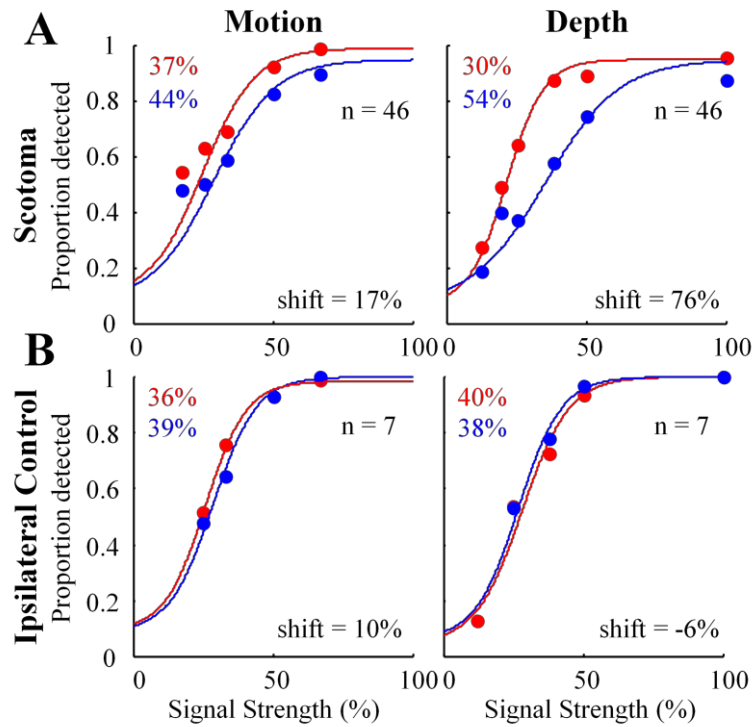 A
Motion
Depth
Scotoma
Proportion detected
1
0.8
0.6
0.4
0.2
0
37%
44%
n = 46
shift = 17%
0
50
100
30%
54%
n = 46
shift = 76%
0
50
100
B
Ipsilateral Control
Proportion detected
1
0.8
0.6
0.4
0.2
0
36%
39%
n = 7
shift = 10%
0
50
100
Signal Strength (%)
40%
38%
n = 7
shift = -6%
0
50
100
Signal Strength (%)